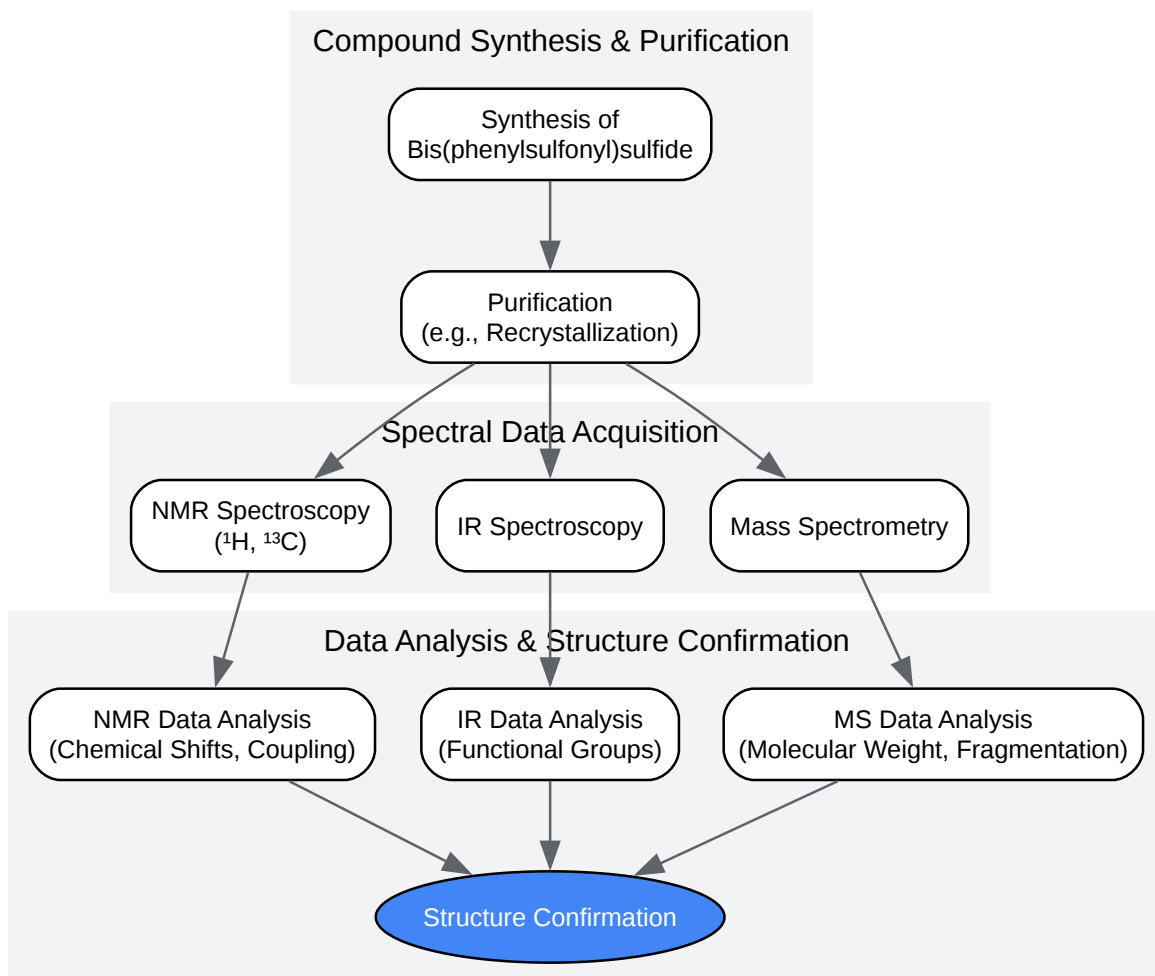 Compound Synthesis & Purification
Synthesis of
Bis(phenylsulfonyl)sulfide
Purification
(e.g., Recrystallization)
Spectral Data Acquisition
NMR Spectroscopy
(¹H, ¹³C)
IR Spectroscopy
Mass Spectrometry
Data Analysis & Structure Confirmation
NMR Data Analysis
(Chemical Shifts, Coupling)
IR Data Analysis
(Functional Groups)
MS Data Analysis
(Molecular Weight, Fragmentation)
Structure Confirmation